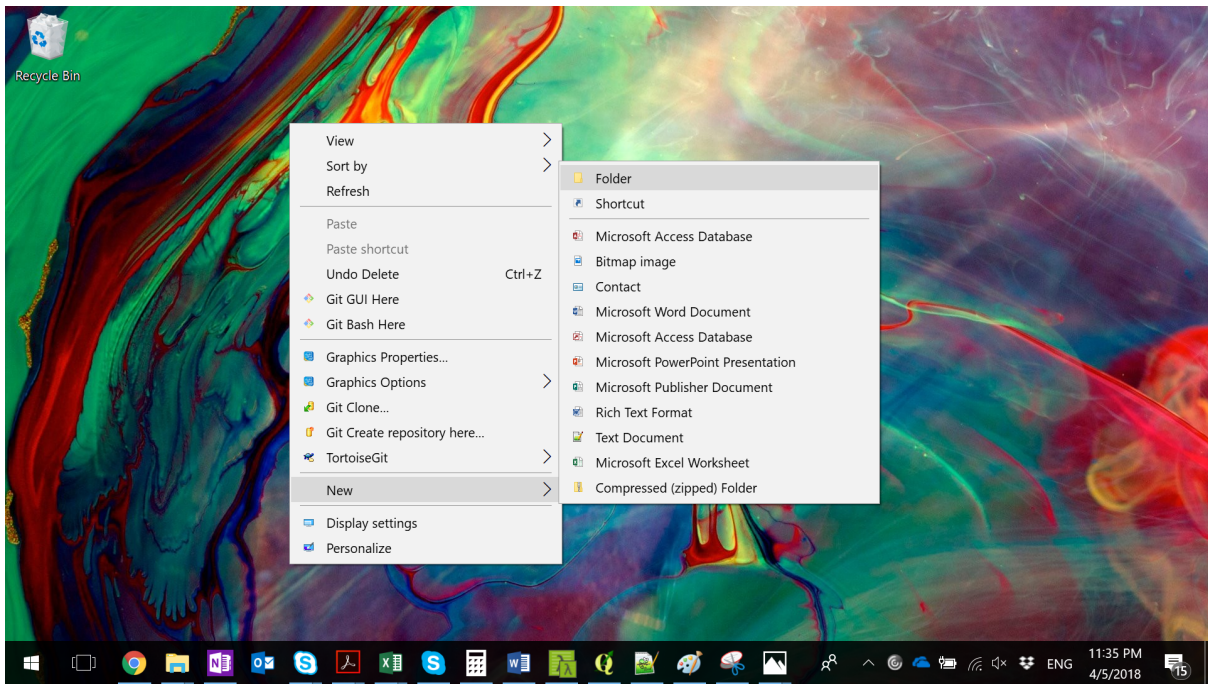 Recycle Bin
View
Sort by
Refresh
Paste
Paste shortcut
Undo Delete Ctrl+Z
Git GUI Here
Git Bash Here
Graphics Properties...
Graphics Options
Git Clone...
Git Create repository here...
TortoiseGit
New
Display settings
Personalize
Folder
Shortcut
Microsoft Access Database
Bitmap image
Contact
Microsoft Word Document
Microsoft Access Database
Microsoft PowerPoint Presentation
Microsoft Publisher Document
Rich Text Format
Text Document
Microsoft Excel Worksheet
Compressed (zipped) Folder
ENG
11:35 PM
4/5/2018
15